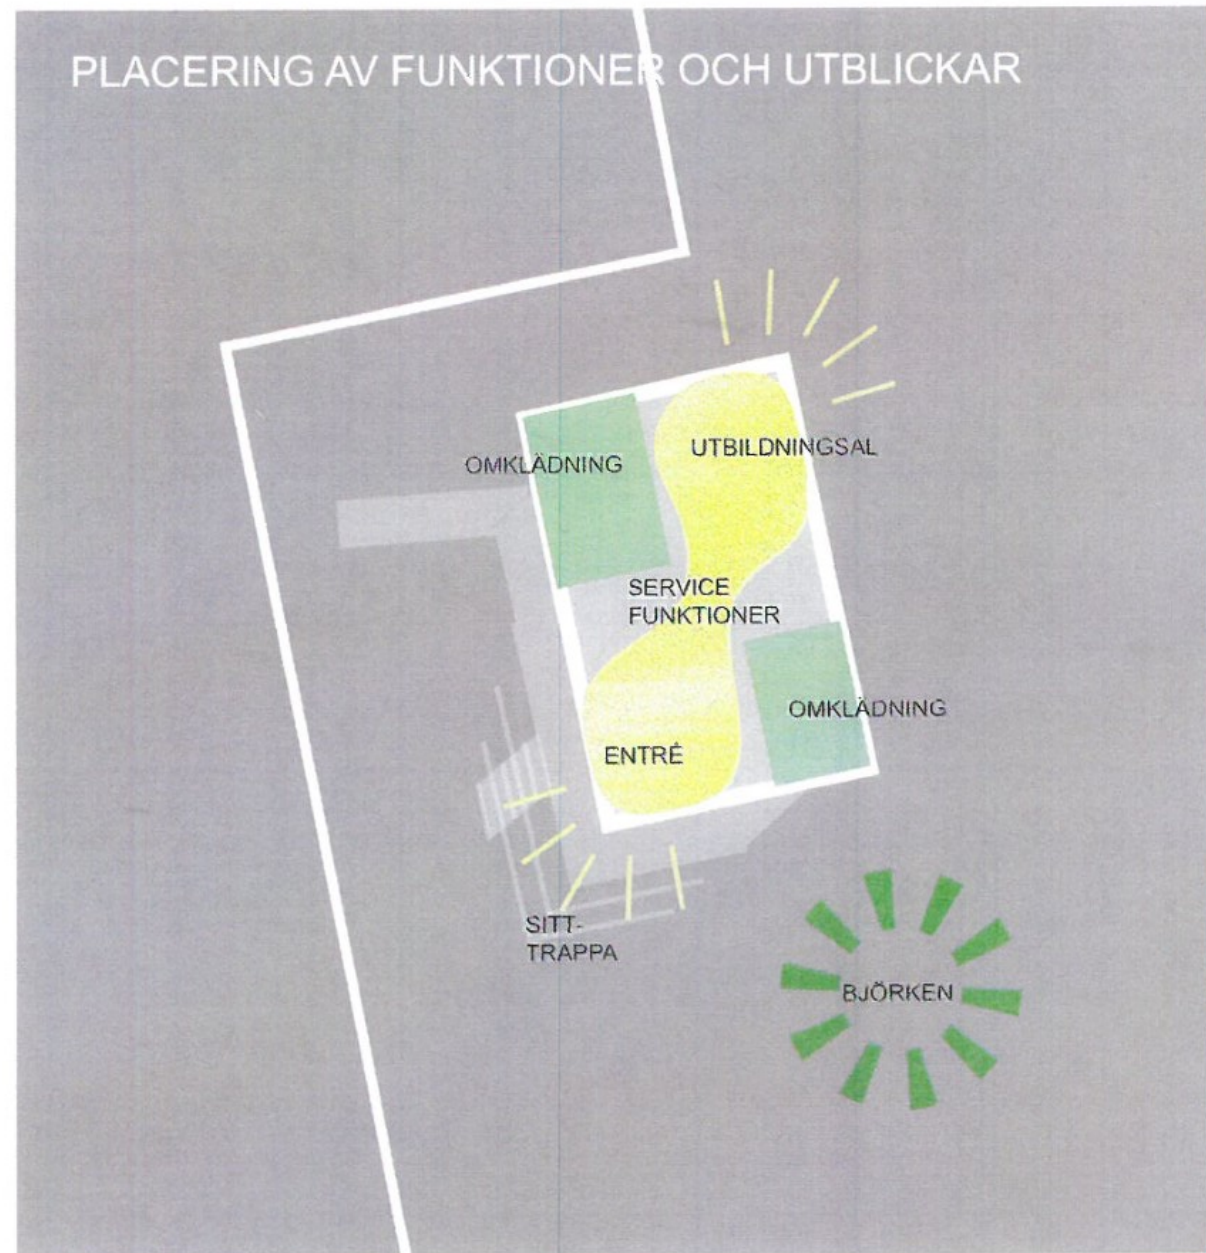 PLACERING AV FUNKTIONER OCH UTBLICKAR
UTBILDNINGSAL
OMKLÄDNING
SERVICE
FUNKTIONER
OMKLÄDNING
ENTRÉ
SITT-
TRAPPA
BJÖRKEN